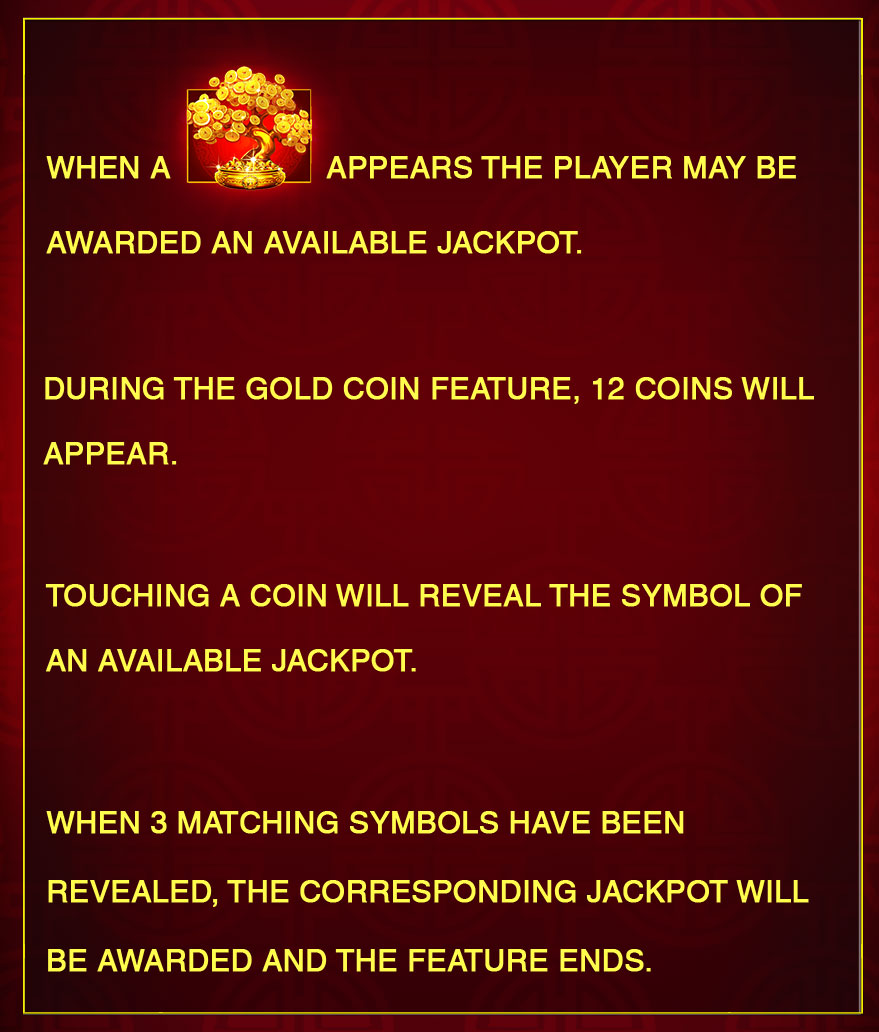 WHEN A APPEARS THE PLAYER MAY BE
AWARDED AN AVAILABLE JACKPOT.
DURING THE GOLD COIN FEATURE, 12 COINS WILL
APPEAR.
TOUCHING A COIN WILL REVEAL THE SYMBOL OF
AN AVAILABLE JACKPOT.
WHEN 3 MATCHING SYMBOLS HAVE BEEN
REVEALED, THE CORRESPONDING JACKPOT WILL
BE AWARDED AND THE FEATURE ENDS.